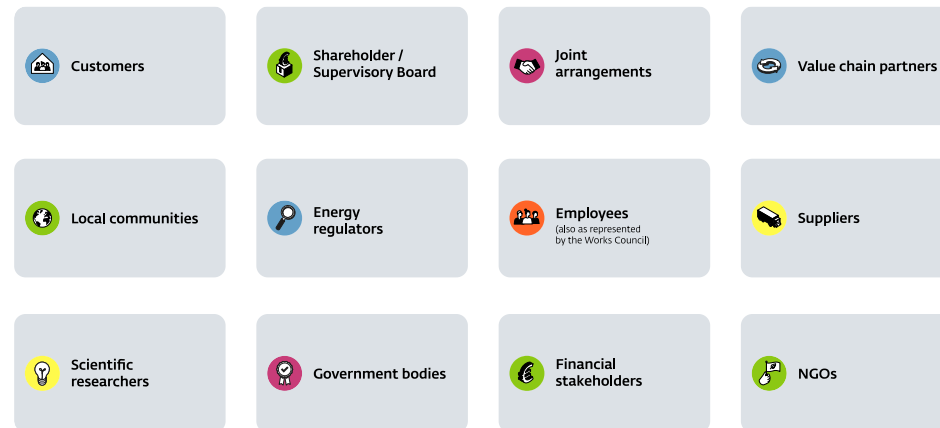 Customers
Shareholder /
Supervisory Board
Joint
arrangements
Value chain partners
Local communities
Energy
regulators
Employees
(also as represented
by the Works Council)
Suppliers
Scientific
researchers
Government bodies
Financial
stakeholders
NGOs